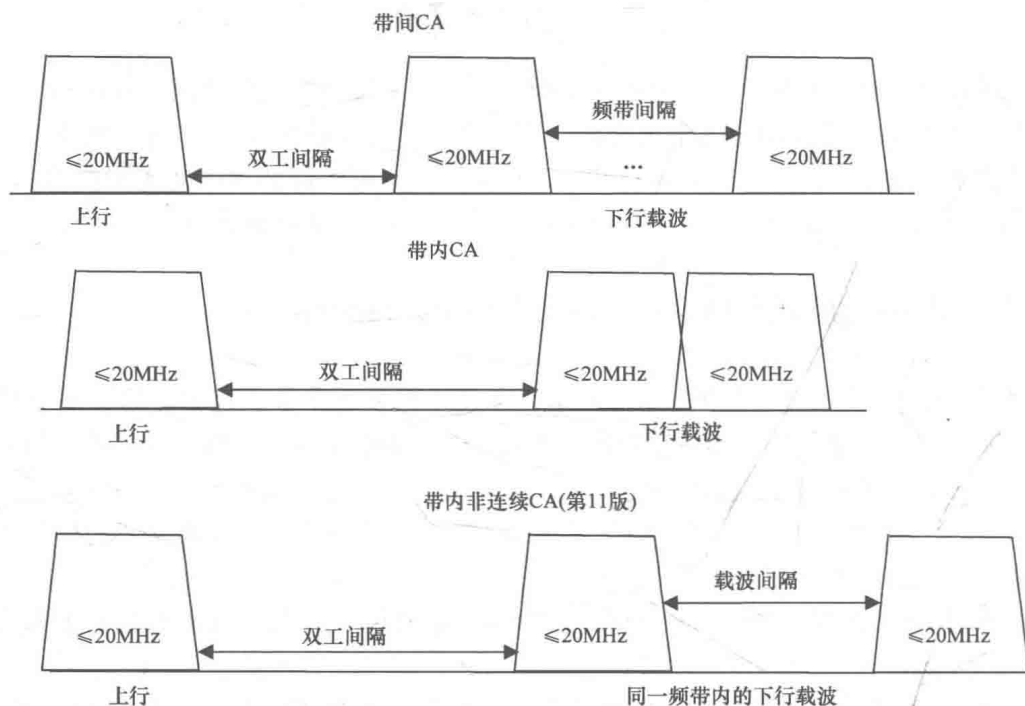 带间CA
频带间隔
≤20MHz 双工间隔 ≤20MHz ... ≤20MHz
上行 下行载波
带内CA
≤20MHz 双工间隔 ≤20MHz ≤20MHz
上行 下行载波
带内非连续CA(第11版)
载波间隔
≤20MHz 双工间隔 ≤20MHz ≤20MHz
上行 同一频带内的下行载波